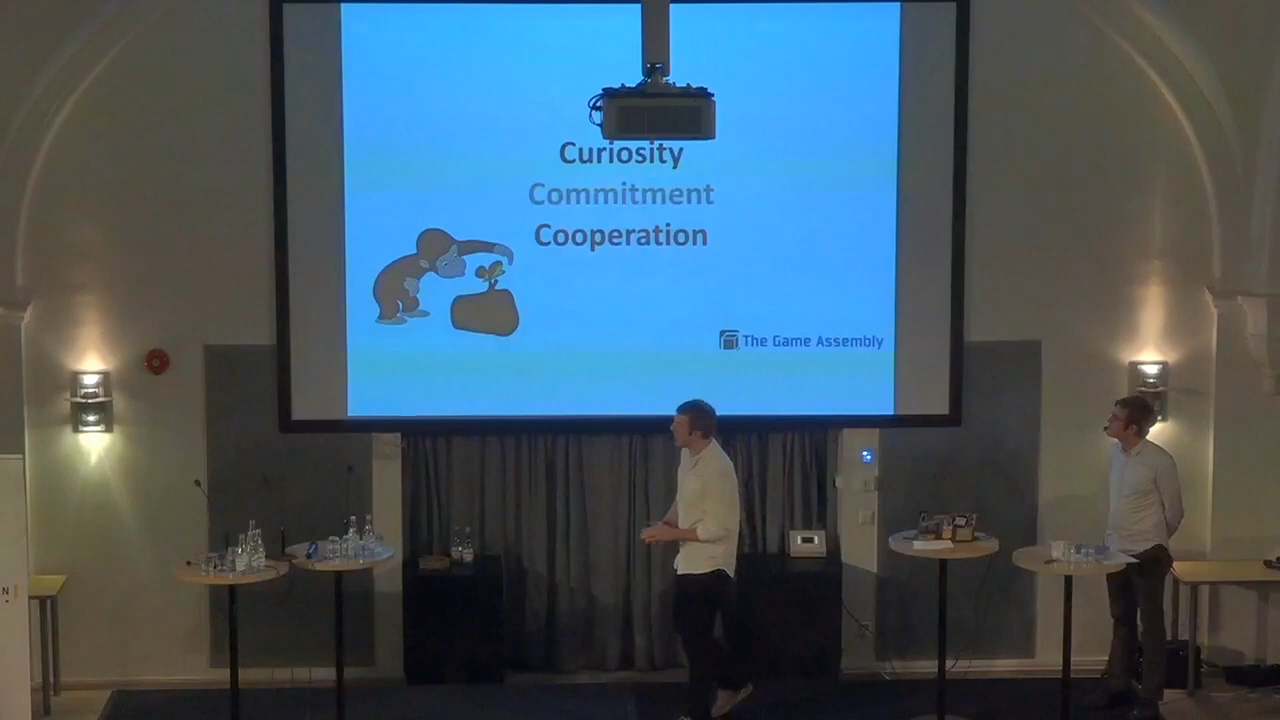 Curiosity
Commitment
Cooperation
The Game Assembly
N